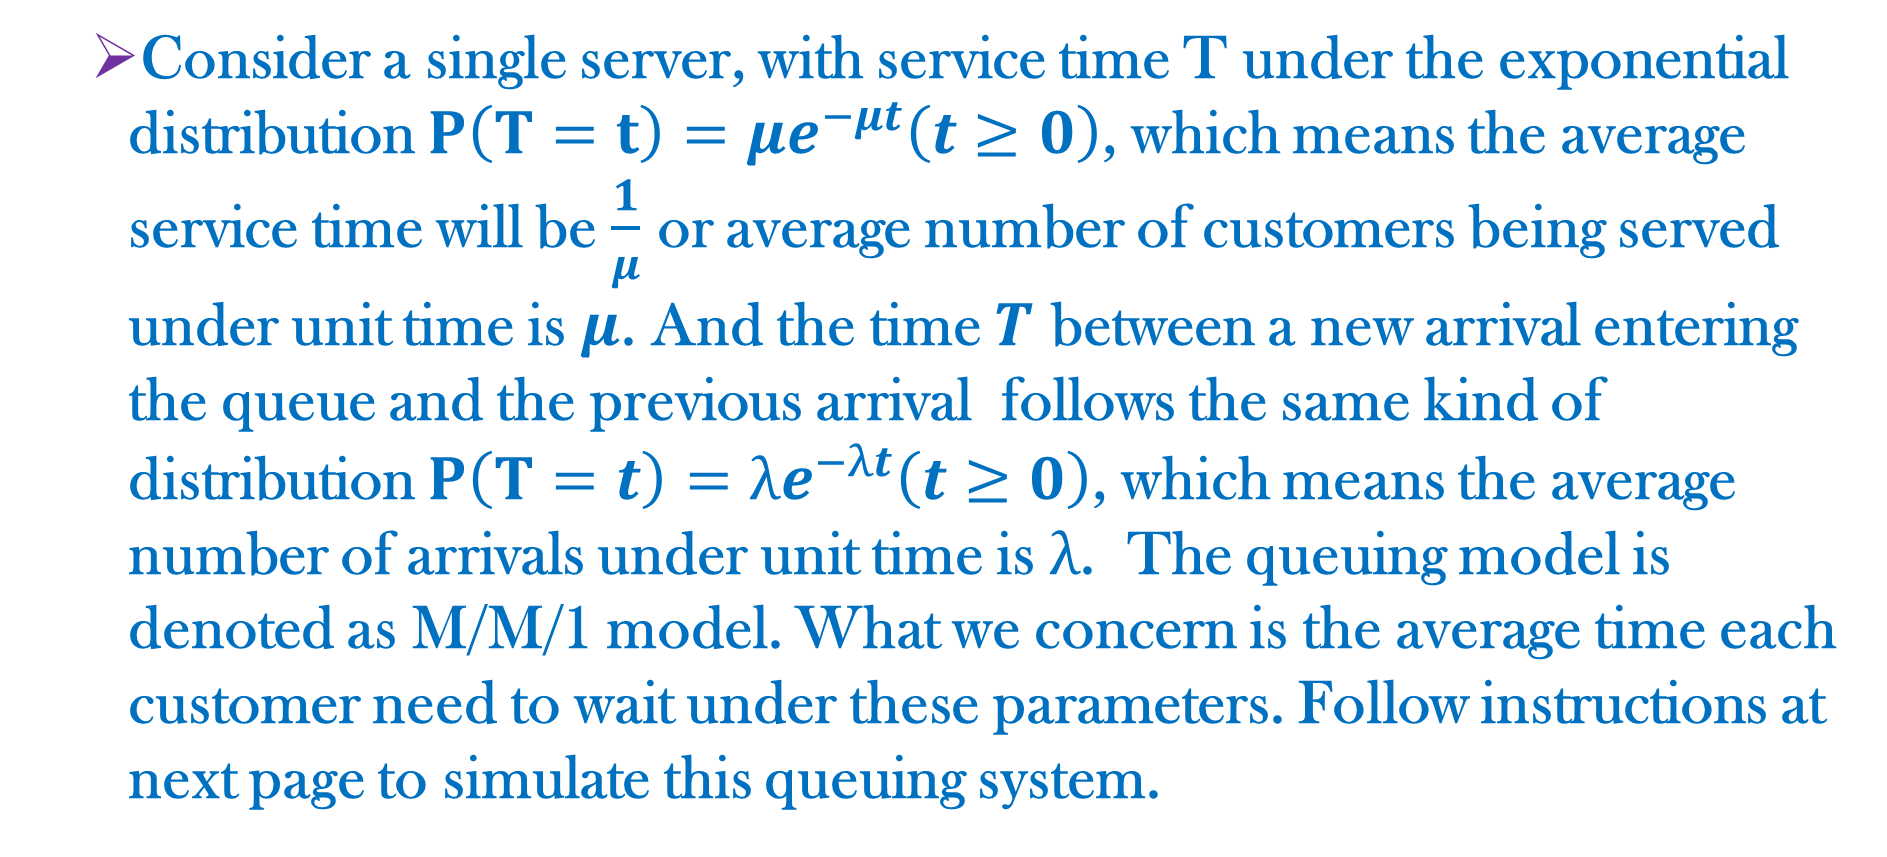 ➢Consider a single server, with service time T under the exponential
distribution P(T = t) = μe^{−μt}(t ≥ 0), which means the average
service time will be 1/μ or average number of customers being served
under unit time is μ. And the time T between a new arrival entering
the queue and the previous arrival follows the same kind of
distribution P(T = t) = λe^{−λt}(t ≥ 0), which means the average
number of arrivals under unit time is λ. The queuing model is
denoted as M/M/1 model. What we concern is the average time each
customer need to wait under these parameters. Follow instructions at
next page to simulate this queuing system.